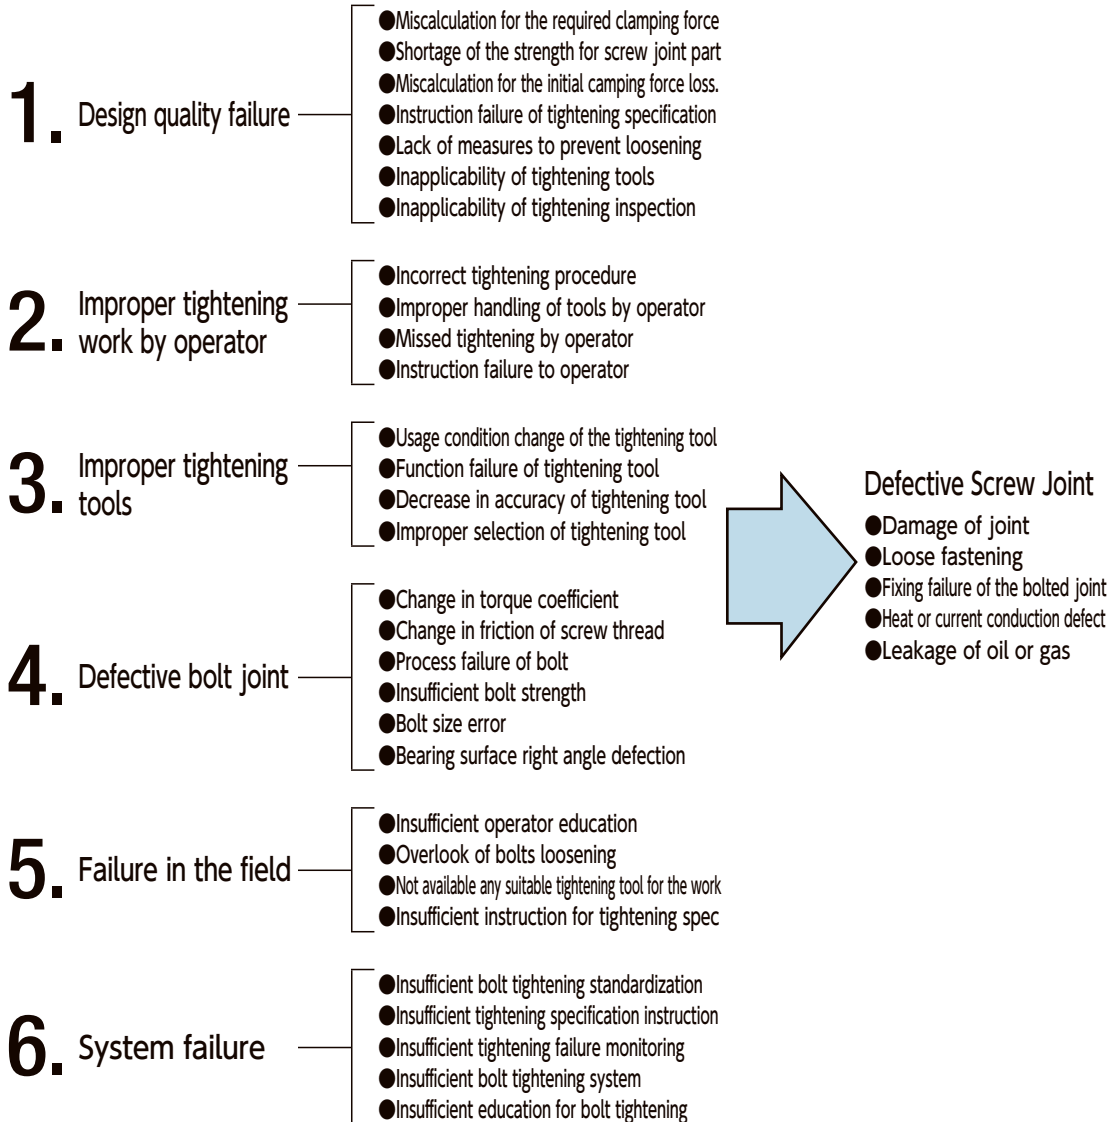 1. Design quality failure
●Miscalculation for the required clamping force
●Shortage of the strength for screw joint part
●Miscalculation for the initial camping force loss.
●Instruction failure of tightening specification
●Lack of measures to prevent loosening
●Inapplicability of tightening tools
●Inapplicability of tightening inspection
2. Improper tightening
work by operator
●Incorrect tightening procedure
●Improper handling of tools by operator
●Missed tightening by operator
●Instruction failure to operator
3. Improper tightening
tools
●Usage condition change of the tightening tool
●Function failure of tightening tool
●Decrease in accuracy of tightening tool
●Improper selection of tightening tool
4. Defective bolt joint
●Change in torque coefficient
●Change in friction of screw thread
●Process failure of bolt
●Insufficient bolt strength
●Bolt size error
●Bearing surface right angle defection
5. Failure in the field
●Insufficient operator education
●Overlook of bolts loosening
●Not available any suitable tightening tool for the work
●Insufficient instruction for tightening spec
6. System failure
●Insufficient bolt tightening standardization
●Insufficient tightening specification instruction
●Insufficient tightening failure monitoring
●Insufficient bolt tightening system
●Insufficient education for bolt tightening
Defective Screw Joint
●Damage of joint
●Loose fastening
●Fixing failure of the bolted joint
●Heat or current conduction defect
●Leakage of oil or gas